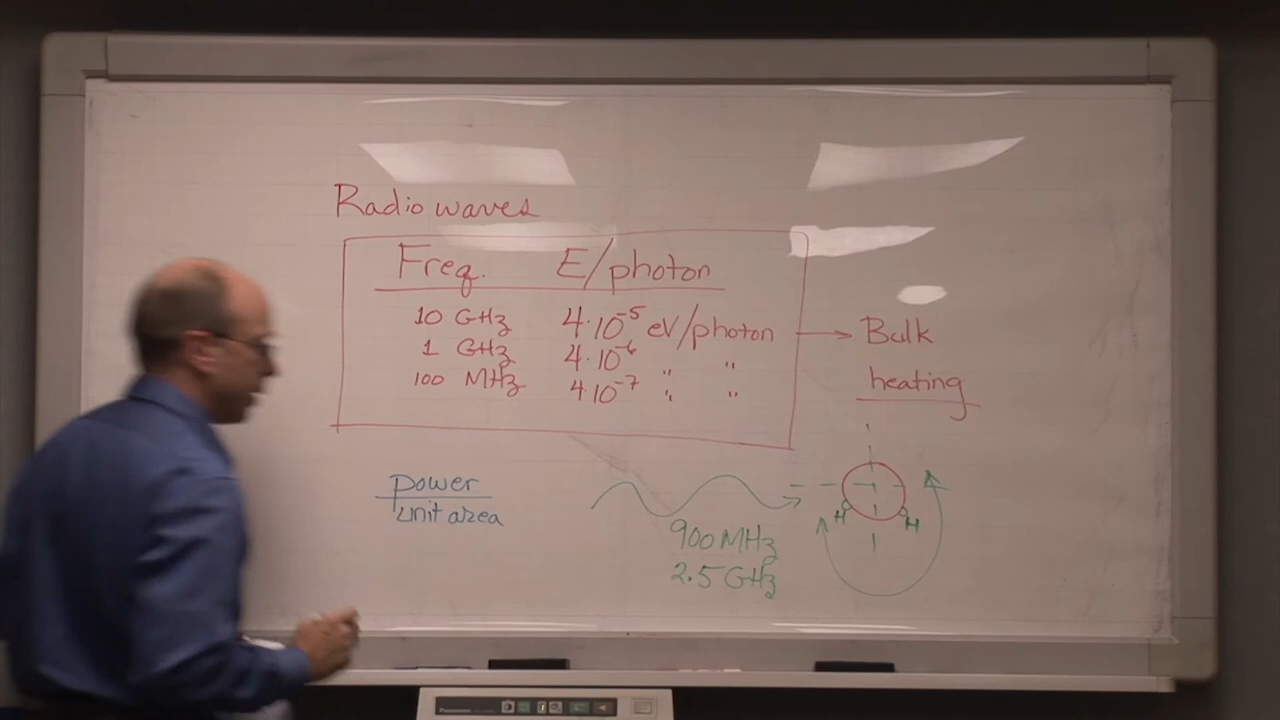 Radio waves
Freq. E/photon
10 GHz 4·10⁻⁵ eV/photon → Bulk
1 GHz 4·10⁻⁶ " "
heating
100 MHz 4·10⁻⁷ " "
power
unit area
H H
900 MHz
2.5 GHz
Panasonic